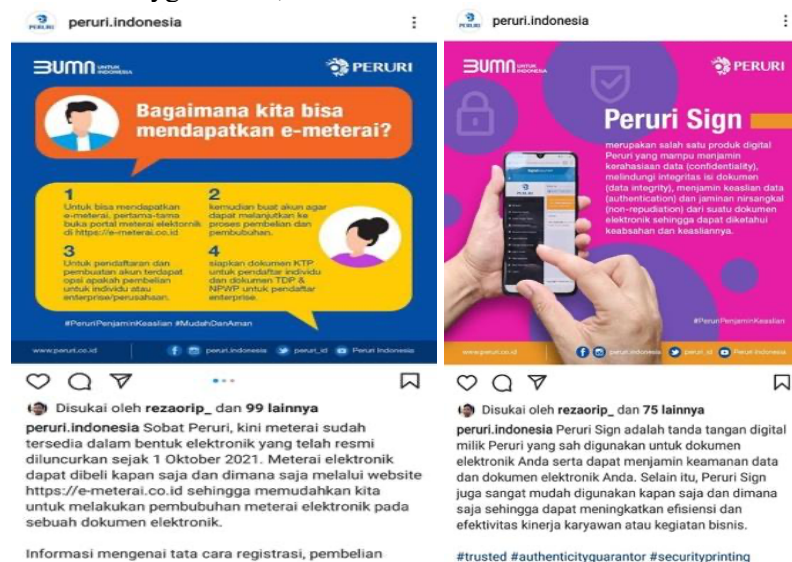 peruri.indonesia
BUMN UNTUK INDONESIA
PERURI
Bagaimana kita bisa
mendapatkan e-meterai?
1
Untuk bisa mendapatkan
e-meterai, pertama-tama
buka portal meterai elektornik
di https://e-meterai.co.id
2
kemudian buat akun agar
dapat melanjutkan ke
proses pembelian dan
pembubuhan.
3
Untuk pendaftaran dan
pembuatan akun terdapat
opsi apakah pembelian
untuk individu atau
enterprise/perusahaan.
4
siapkan dokumen KTP
untuk pendaftar individu
dan dokumen TDP &
NPWP untuk pendaftar
enterprise.
#PeruriPenjaminKeaslian #MudahDanAman
www.peruri.co.id
peruri.indonesia
peruri_id
Peruri Indonesia
Disukai oleh rezaorip_ dan 99 lainnya
peruri.indonesia Sobat Peruri, kini meterai sudah
tersedia dalam bentuk elektronik yang telah resmi
diluncurkan sejak 1 Oktober 2021. Meterai elektronik
dapat dibeli kapan saja dan dimana saja melalui website
https://e-meterai.co.id sehingga memudahkan kita
untuk melakukan pembubuhan meterai elektronik pada
sebuah dokumen elektronik.
Informasi mengenai tata cara registrasi, pembelian
peruri.indonesia
BUMN UNTUK INDONESIA
PERURI
Peruri Sign
merupakan salah satu produk digital
Peruri yang mampu menjamin
kerahasiaan data (confidentiality),
melindungi integritas isi dokumen
(data integrity), menjamin keaslian data
(authentication) dan jaminan nirsangkal
(non-repudiation) dari suatu dokumen
elektronik sehingga dapat diketahui
keabsahan dan keasliannya.
#PeruriPenjaminKeaslian
www.peruri.co.id
peruri.indonesia
peruri_id
Peruri Indonesia
Disukai oleh rezaorip_ dan 75 lainnya
peruri.indonesia Peruri Sign adalah tanda tangan digital
milik Peruri yang sah digunakan untuk dokumen
elektronik Anda serta dapat menjamin keamanan data
dan dokumen elektronik Anda. Selain itu, Peruri Sign
juga sangat mudah digunakan kapan saja dan dimana
saja sehingga dapat meningkatkan efisiensi dan
efektivitas kinerja karyawan atau kegiatan bisnis.
#trusted #authenticityguarantor #securityprinting